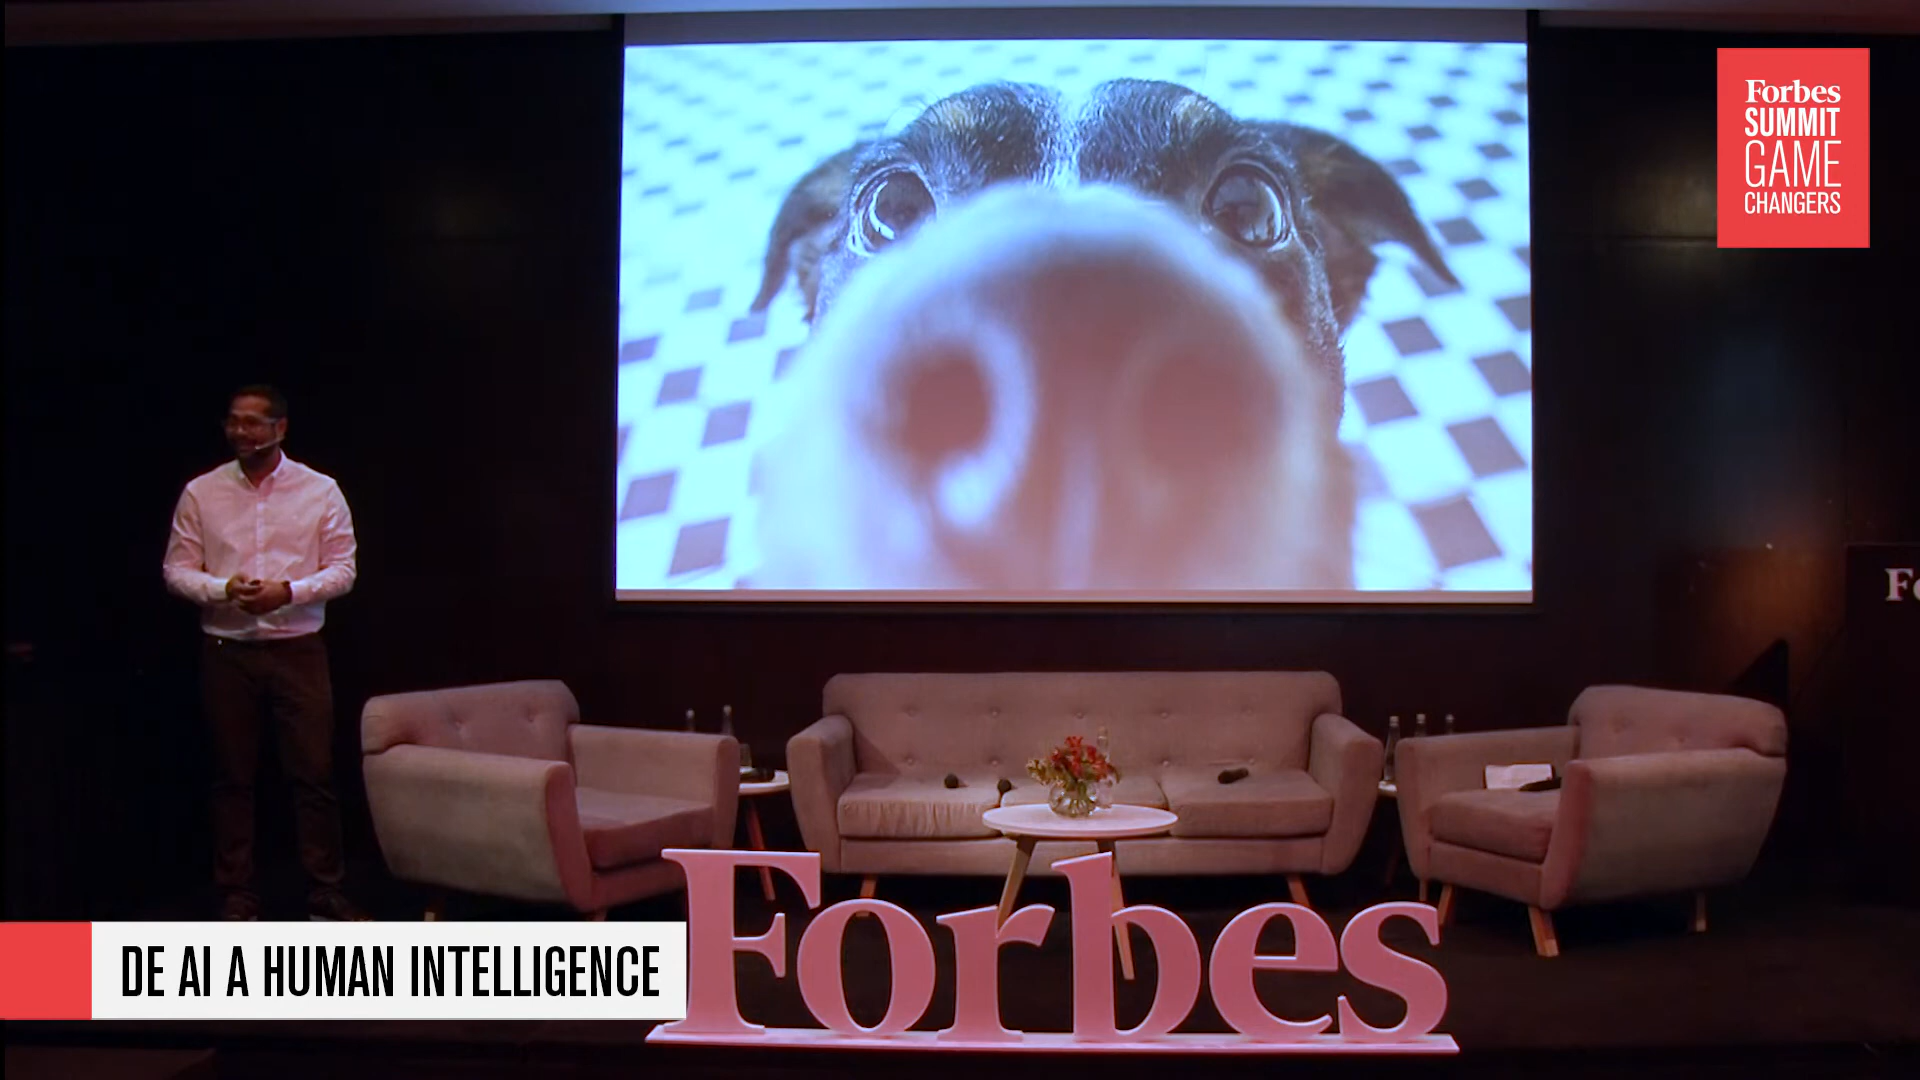 Forbes
SUMMIT
GAME
CHANGERS
DE AI A HUMAN INTELLIGENCE
Forbes